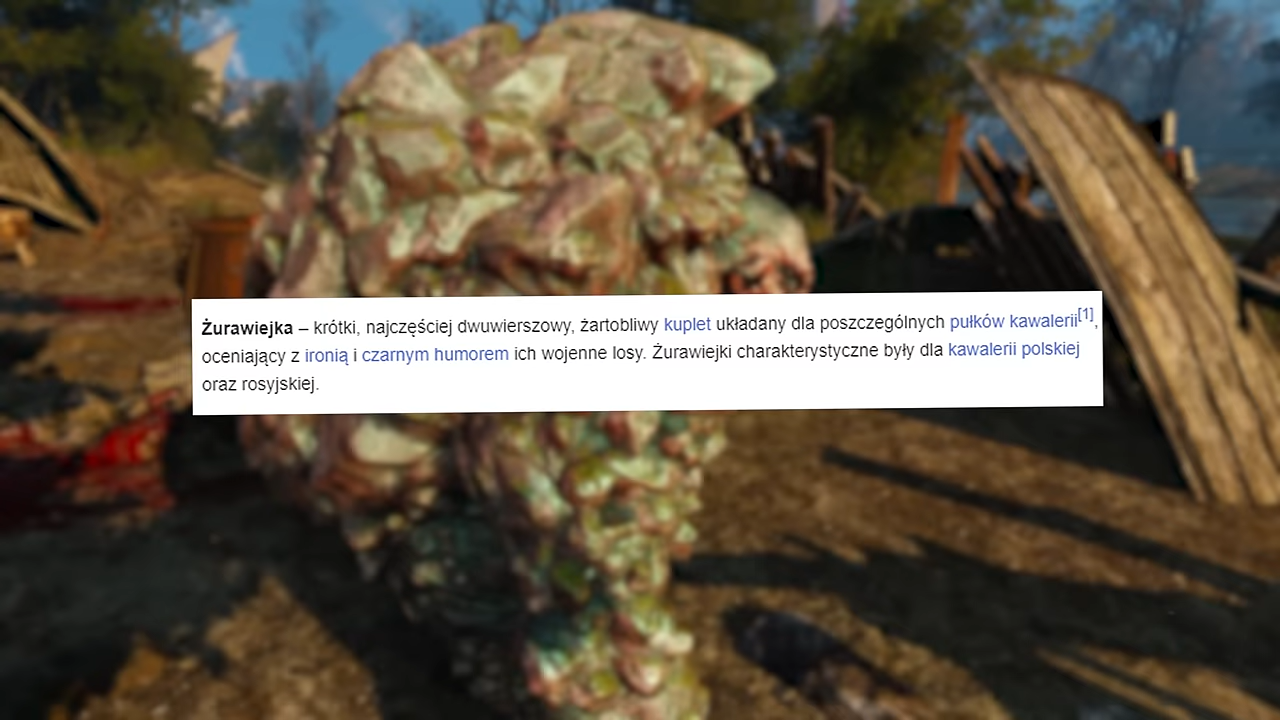 Żurawiejka – krótki, najczęściej dwuwierszowy, żartobliwy kuplet układany dla poszczególnych pułków kawalerii[1],
oceniający z ironią i czarnym humorem ich wojenne losy. Żurawiejki charakterystyczne były dla kawalerii polskiej
oraz rosyjskiej.